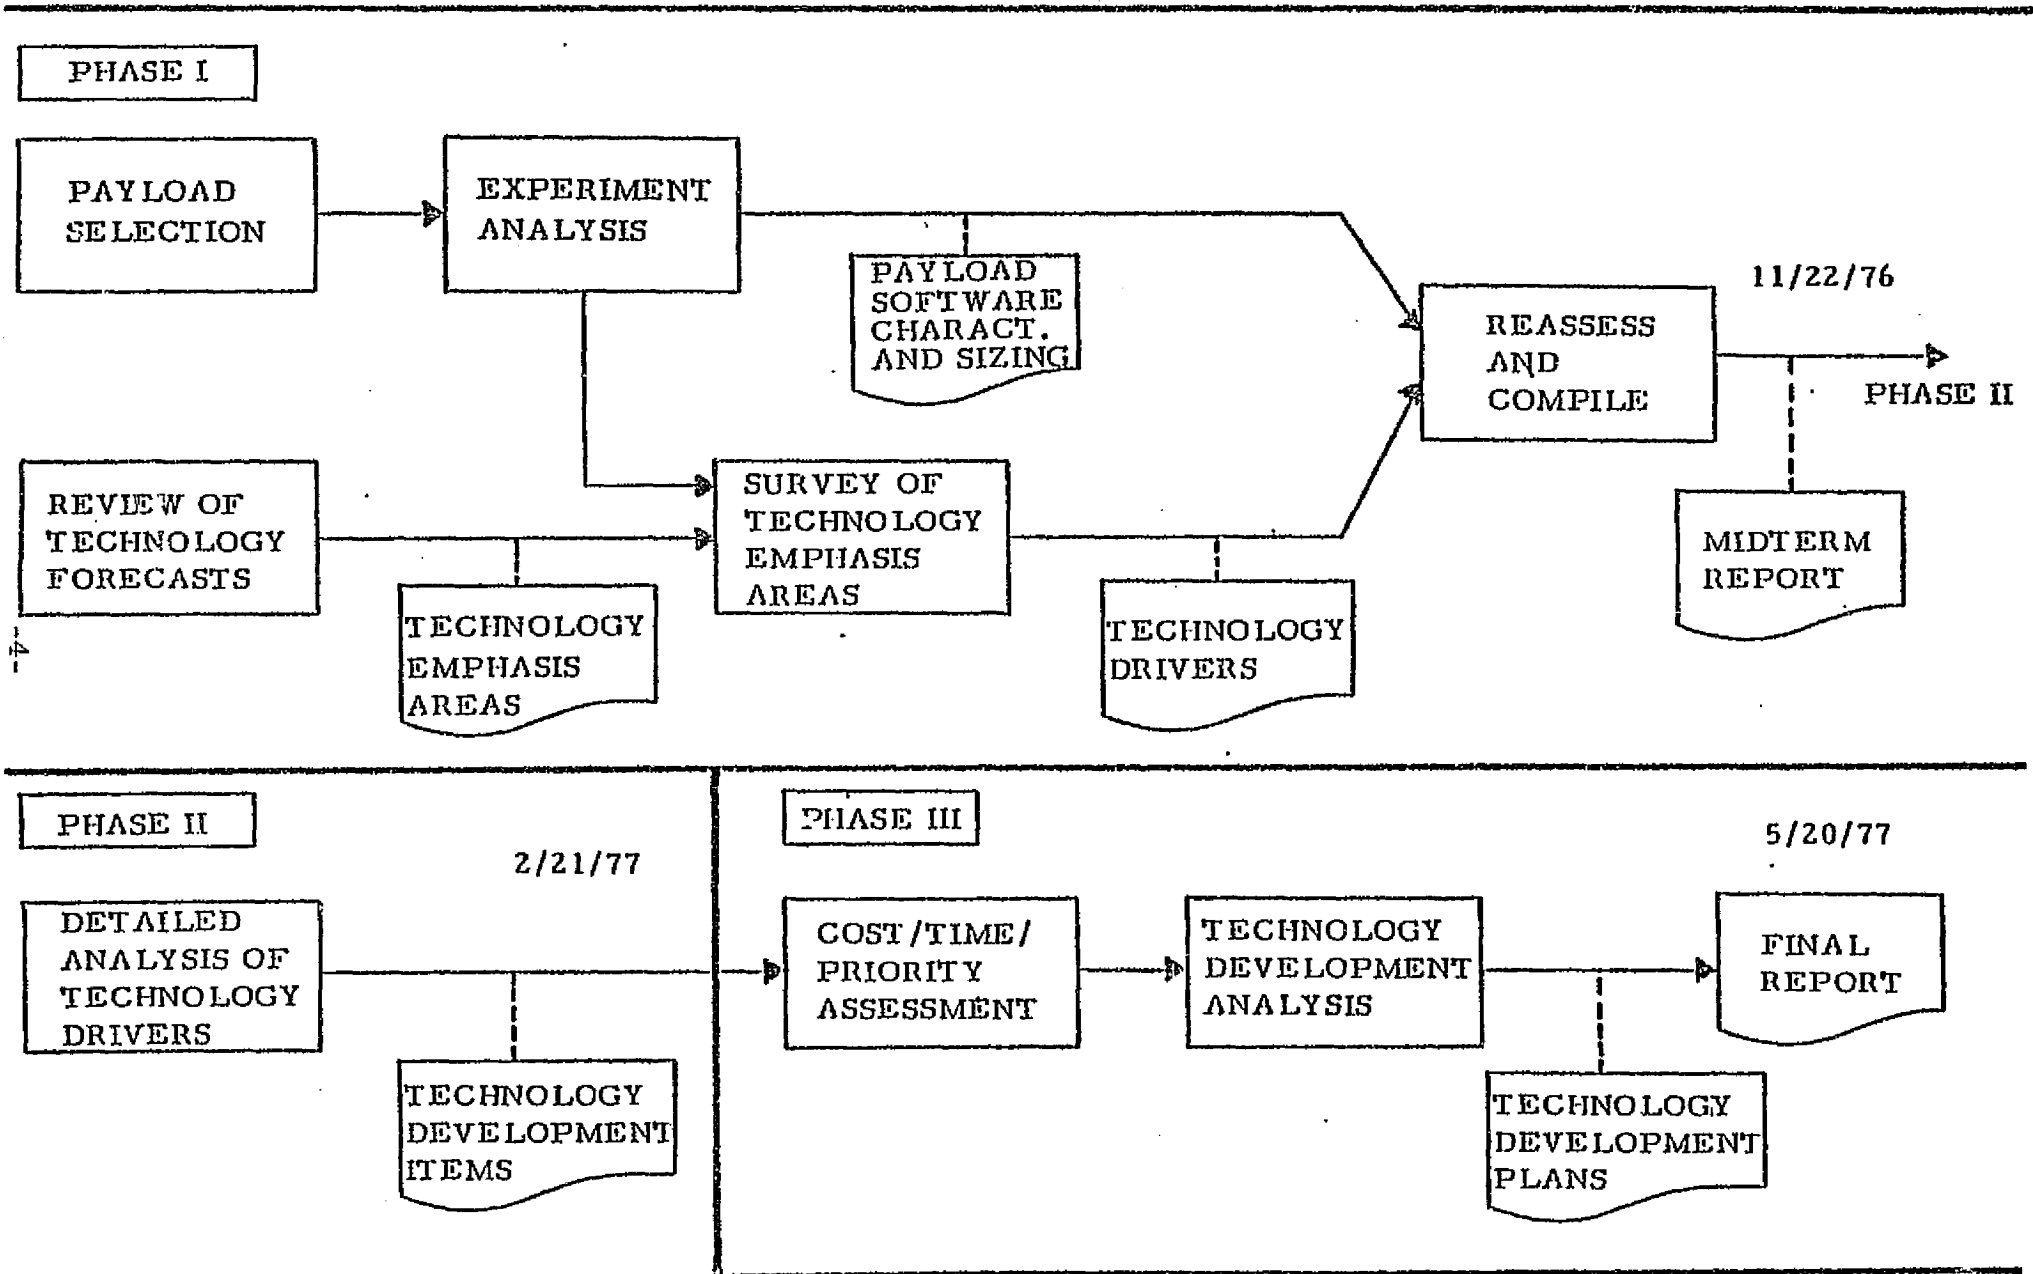 PHASE I
PAYLOAD
SELECTION
EXPERIMENT
ANALYSIS
PAYLOAD
SOFTWARE
CHARACT.
AND SIZING
11/22/76
REASSESS
AND
COMPILE
PHASE II
REVIEW OF
TECHNOLOGY
FORECASTS
SURVEY OF
TECHNOLOGY
EMPHASIS
AREAS
MIDTERM
REPORT
TECHNOLOGY
EMPHASIS
AREAS
TECHNOLOGY
DRIVERS
-4-
PHASE II
2/21/77
DETAILED
ANALYSIS OF
TECHNOLOGY
DRIVERS
TECHNOLOGY
DEVELOPMENT
ITEMS
PHASE III
5/20/77
COST/TIME/
PRIORITY
ASSESSMENT
TECHNOLOGY
DEVELOPMENT
ANALYSIS
FINAL
REPORT
TECHNOLOGY
DEVELOPMENT
PLANS